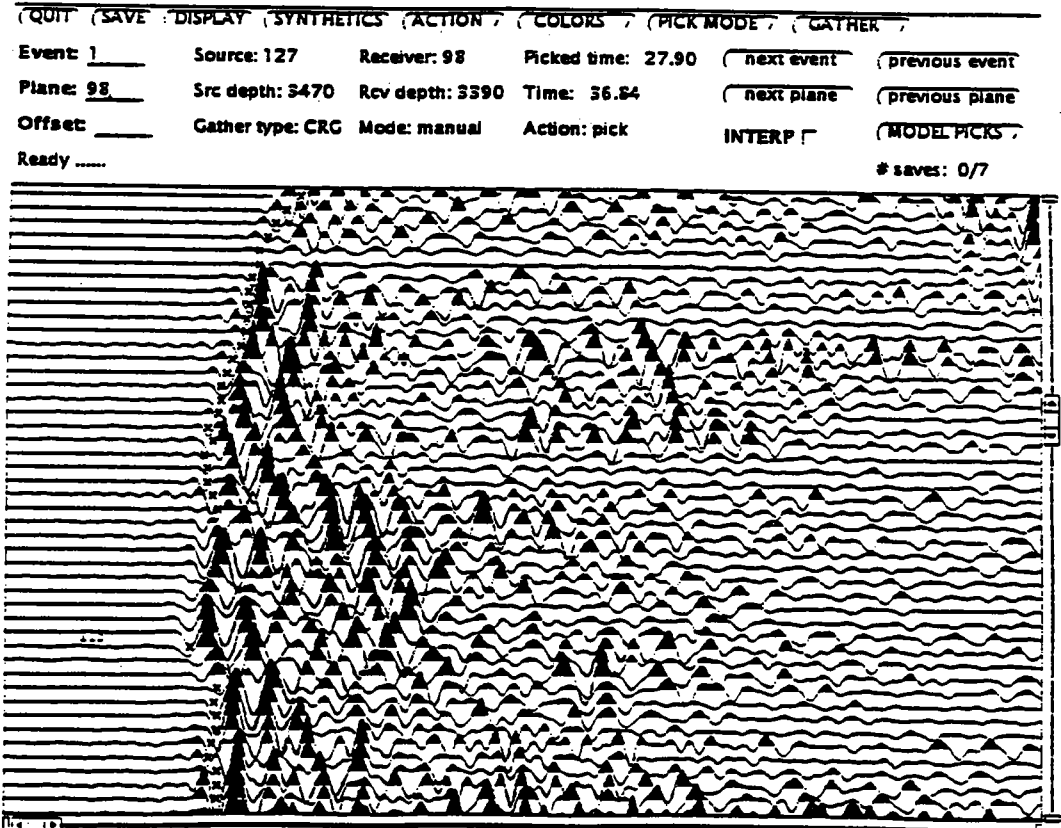 QUIT SAVE DISPLAY SYNTHETICS ACTION COLORS PICK MODE GATHER
Event: 1 Source: 127 Receiver: 98 Picked time: 27.90 next event previous event
Plane: 98 Src depth: 3470 Rcv depth: 3390 Time: 36.84 next plane previous plane
Offset: Gather type: CRG Mode: manual Action: pick INTERP MODEL PICKS
Ready ...... # saves: 0/7